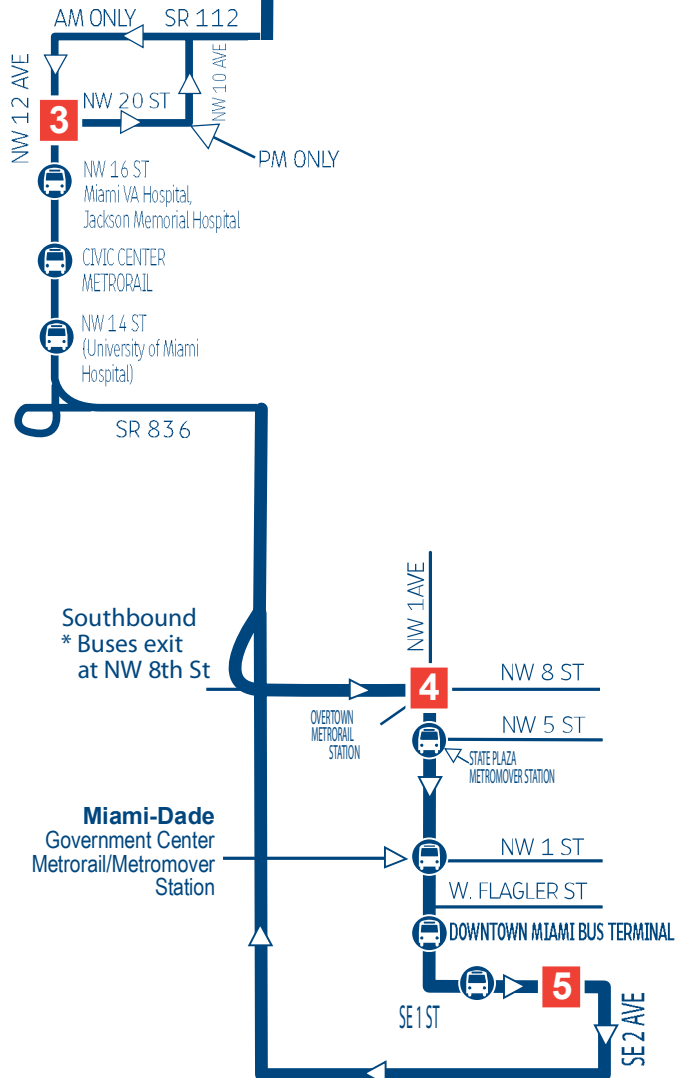 AM ONLY
SR 112
NW 12 AVE
NW 10 AVE
3
NW 20 ST
PM ONLY
NW 16 ST
Miami VA Hospital,
Jackson Memorial Hospital
CIVIC CENTER
METRORAIL
NW 14 ST
(University of Miami
Hospital)
SR 836
NW 1 AVE
Southbound
* Buses exit
at NW 8th St
4
NW 8 ST
OVERTOWN
METRORAIL
STATION
NW 5 ST
STATE PLAZA
METROMOVER STATION
Miami-Dade
Government Center
Metrorail/Metromover
Station
NW 1 ST
W. FLAGLER ST
DOWNTOWN MIAMI BUS TERMINAL
5
SE 1 ST
SE 2 AVE